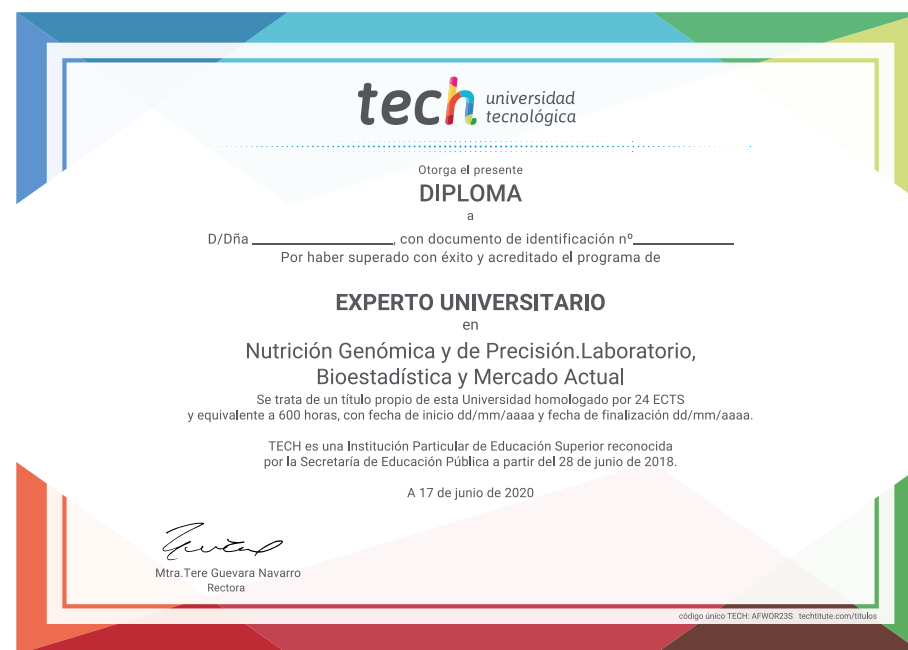 tech universidad
tecnológica
Otorga el presente
DIPLOMA
a
D/Dña ________________, con documento de identificación nº____________
Por haber superado con éxito y acreditado el programa de
EXPERTO UNIVERSITARIO
en
Nutrición Genómica y de Precisión.Laboratorio,
Bioestadística y Mercado Actual
Se trata de un título propio de esta Universidad homologado por 24 ECTS
y equivalente a 600 horas, con fecha de inicio dd/mm/aaaa y fecha de finalización dd/mm/aaaa.
TECH es una Institución Particular de Educación Superior reconocida
por la Secretaría de Educación Pública a partir del 28 de junio de 2018.
A 17 de junio de 2020
Mtra.Tere Guevara Navarro
Rectora
código único TECH: AFWOR23S techtitute.com/títulos